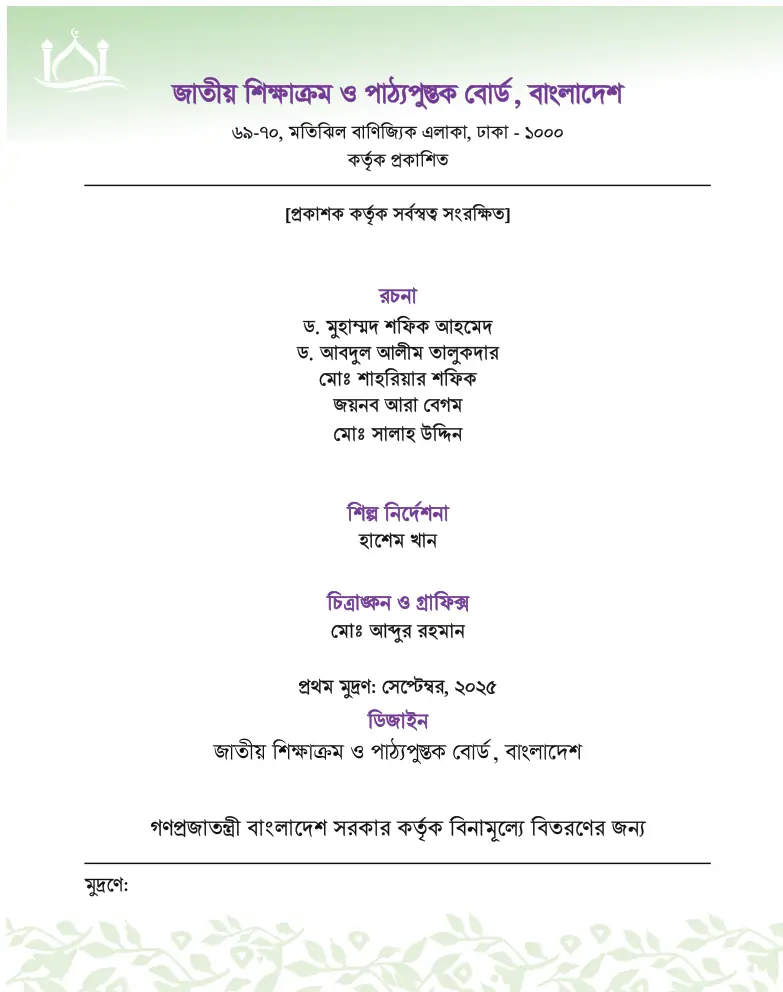 জাতীয় শিক্ষাক্রম ও পাঠ্যপুস্তক বোর্ড, বাংলাদেশ
৬৯-৭০, মতিঝিল বাণিজ্যিক এলাকা, ঢাকা - ১০০০
কর্তৃক প্রকাশিত
[প্রকাশক কর্তৃক সর্বস্বত্ব সংরক্ষিত]
রচনা
ড. মুহাম্মদ শফিক আহমেদ
ড. আবদুল আলীম তালুকদার
মোঃ শাহরিয়ার শফিক
জয়নব আরা বেগম
মোঃ সালাহ উদ্দিন
শিল্প নির্দেশনা
হাশেম খান
চিত্রাঙ্কন ও গ্রাফিক্স
মোঃ আব্দুর রহমান
প্রথম মুদ্রণ: সেপ্টেম্বর, ২০২৫
ডিজাইন
জাতীয় শিক্ষাক্রম ও পাঠ্যপুস্তক বোর্ড, বাংলাদেশ
গণপ্রজাতন্ত্রী বাংলাদেশ সরকার কর্তৃক বিনামূল্যে বিতরণের জন্য
মুদ্রণে: